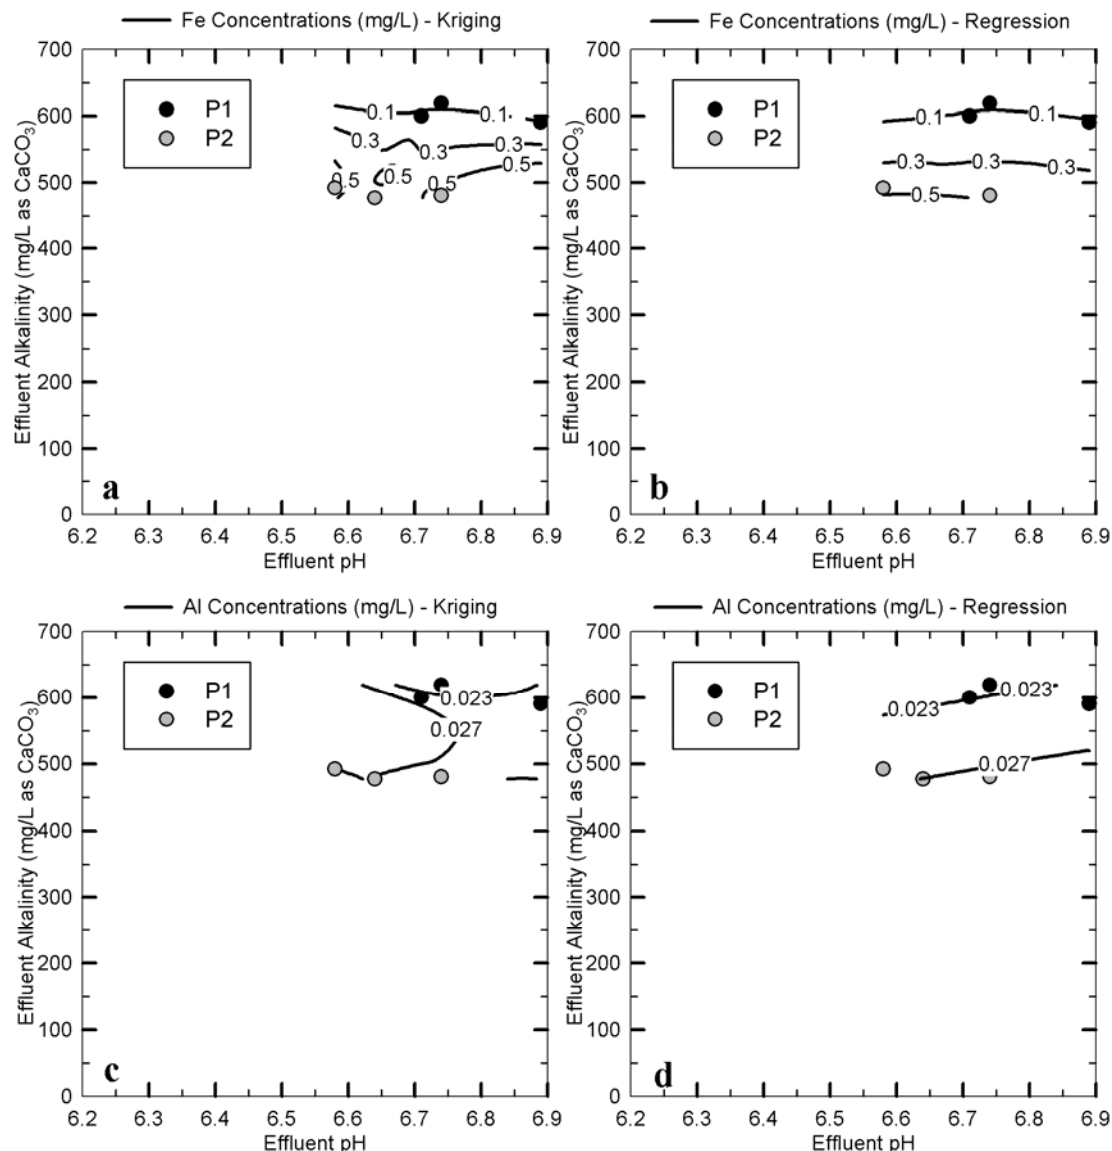 Fe Concentrations (mg/L) - Kriging
700
600
500
400
300
200
100
0
Effluent Alkalinity (mg/L as CaCO3)
P1
P2
0.1
0.1
0.3
0.3
0.3
0.5
0.5
0.5
0.5
a
6.2 6.3 6.4 6.5 6.6 6.7 6.8 6.9
Effluent pH
Fe Concentrations (mg/L) - Regression
700
600
500
400
300
200
100
0
Effluent Alkalinity (mg/L as CaCO3)
P1
P2
0.1
0.1
0.3
0.3
0.3
0.5
b
6.2 6.3 6.4 6.5 6.6 6.7 6.8 6.9
Effluent pH
Al Concentrations (mg/L) - Kriging
700
600
500
400
300
200
100
0
Effluent Alkalinity (mg/L as CaCO3)
P1
P2
0.023
0.027
c
6.2 6.3 6.4 6.5 6.6 6.7 6.8 6.9
Effluent pH
Al Concentrations (mg/L) - Regression
700
600
500
400
300
200
100
0
Effluent Alkalinity (mg/L as CaCO3)
P1
P2
0.023
0.023
0.027
d
6.2 6.3 6.4 6.5 6.6 6.7 6.8 6.9
Effluent pH